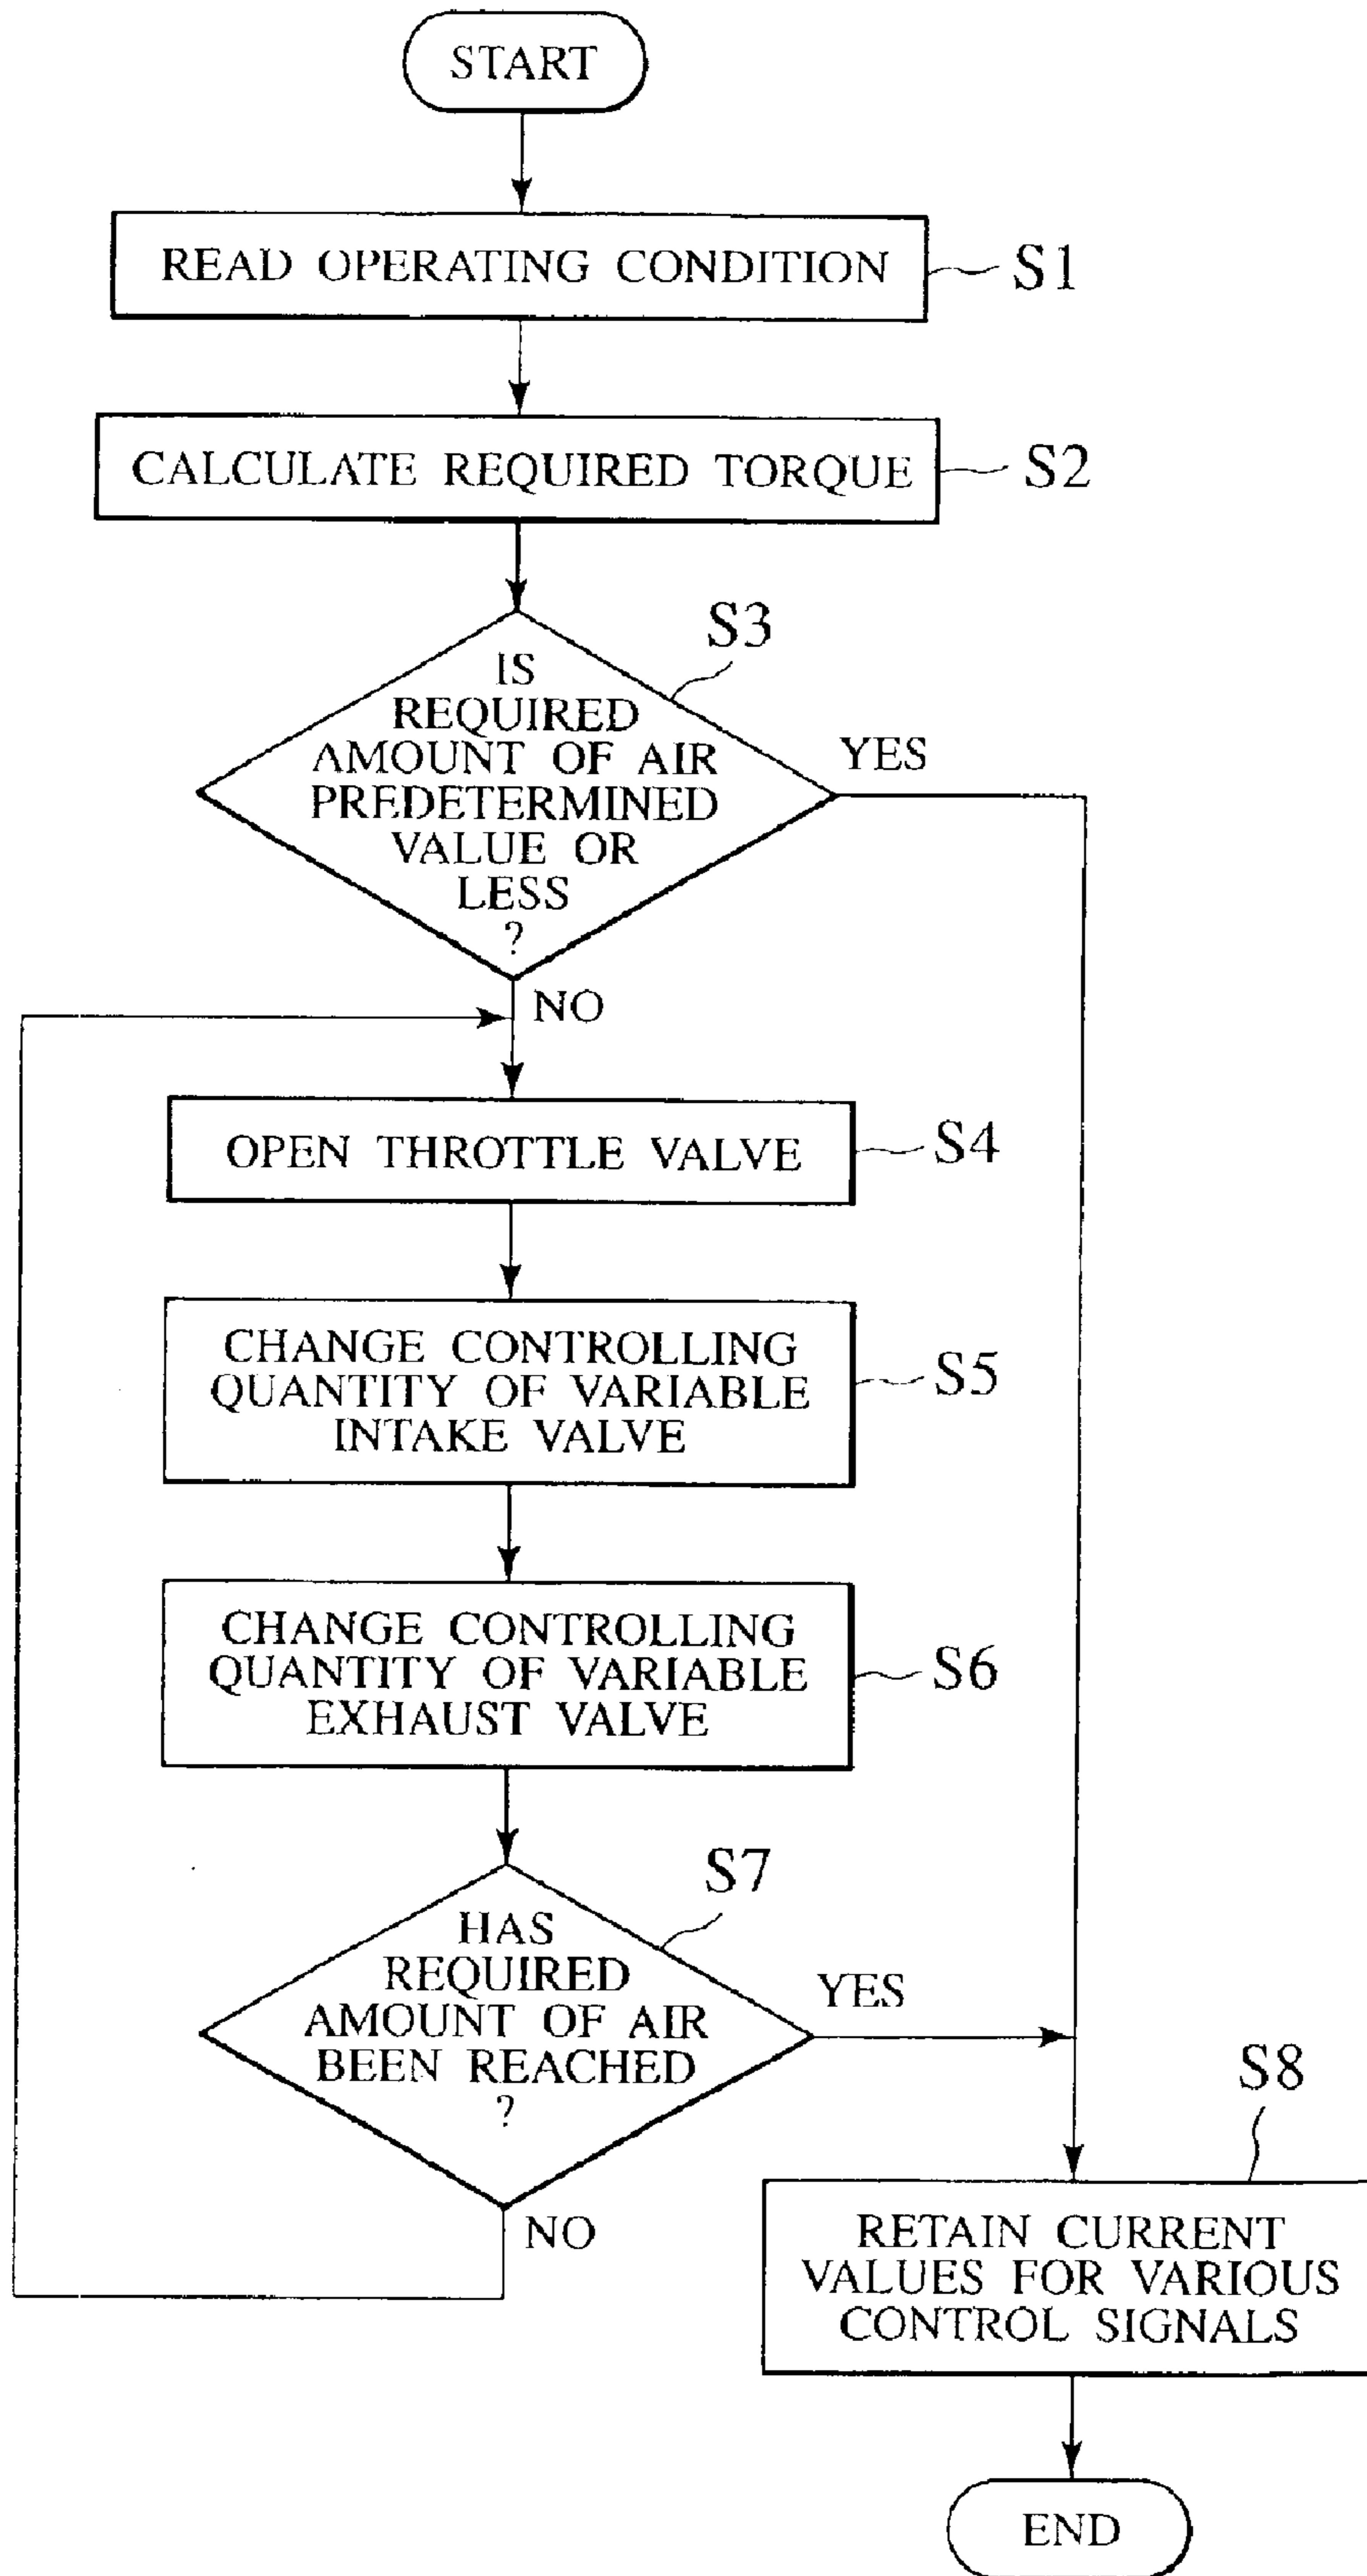 START
READ OPERATING CONDITION
S1
CALCULATE REQUIRED TORQUE
S2
S3
IS
REQUIRED
AMOUNT OF AIR
PREDETERMINED
VALUE OR
LESS
?
YES
NO
OPEN THROTTLE VALVE
S4
CHANGE CONTROLLING
QUANTITY OF VARIABLE
INTAKE VALVE
S5
CHANGE CONTROLLING
QUANTITY OF VARIABLE
EXHAUST VALVE
S6
S7
HAS
REQUIRED
AMOUNT OF AIR
BEEN REACHED
?
YES
NO
S8
RETAIN CURRENT
VALUES FOR VARIOUS
CONTROL SIGNALS
END